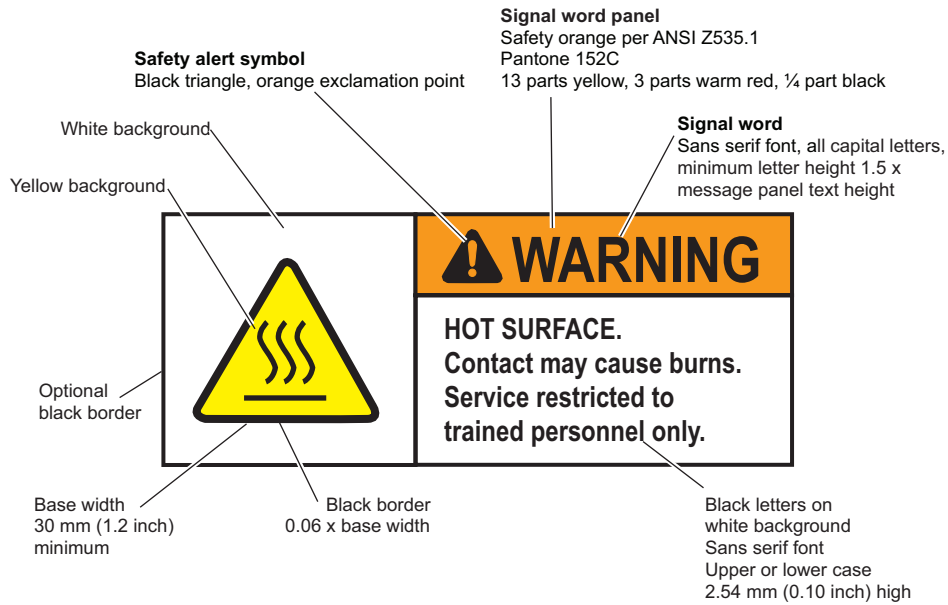 Signal word panel
Safety orange per ANSI Z535.1
Pantone 152C
13 parts yellow, 3 parts warm red, ¼ part black
Safety alert symbol
Black triangle, orange exclamation point
Signal word
Sans serif font, all capital letters,
minimum letter height 1.5 x
message panel text height
White background
Yellow background
WARNING
HOT SURFACE.
Contact may cause burns.
Service restricted to
trained personnel only.
Optional
black border
Base width
30 mm (1.2 inch)
minimum
Black border
0.06 x base width
Black letters on
white background
Sans serif font
Upper or lower case
2.54 mm (0.10 inch) high